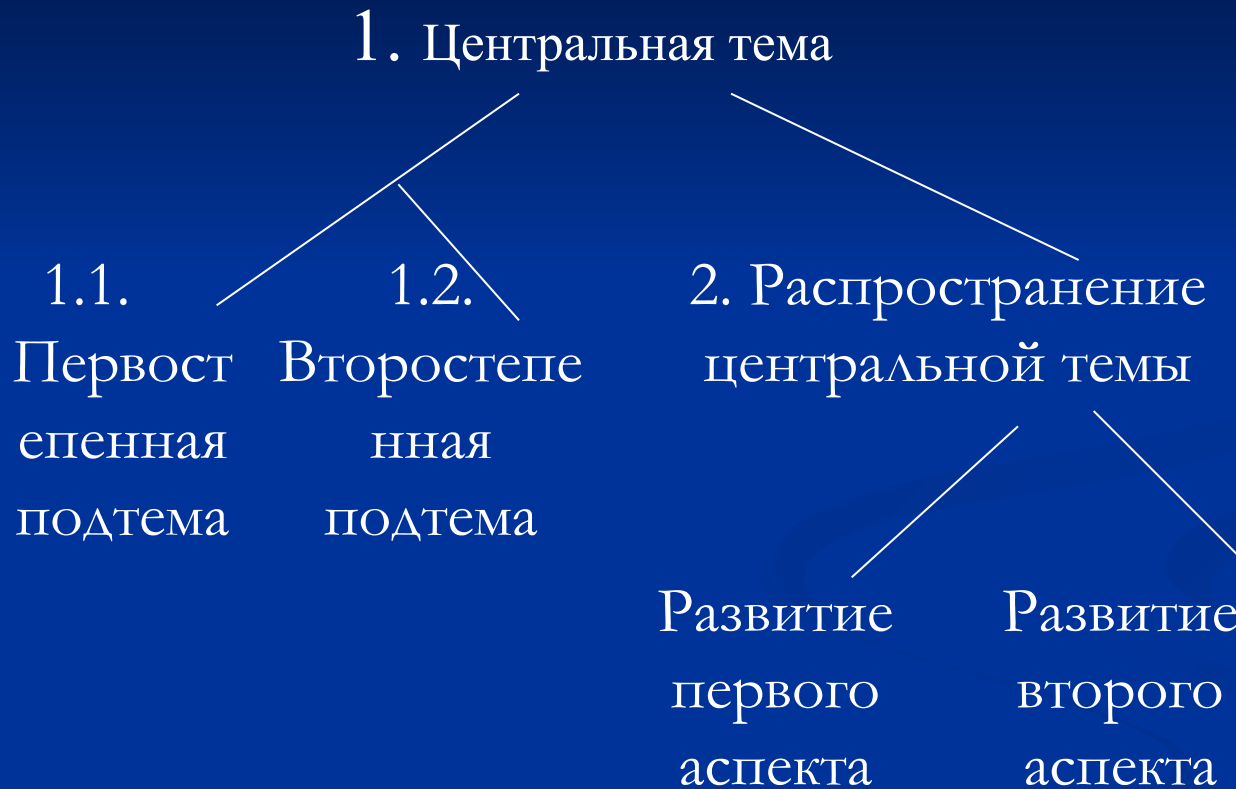 1. Центральная тема
1.1.
Первост
епенная
подтема
1.2.
Второстепе
нная
подтема
2. Распространение
центральной темы
Развитие
первого
аспекта
Развитие
второго
аспекта